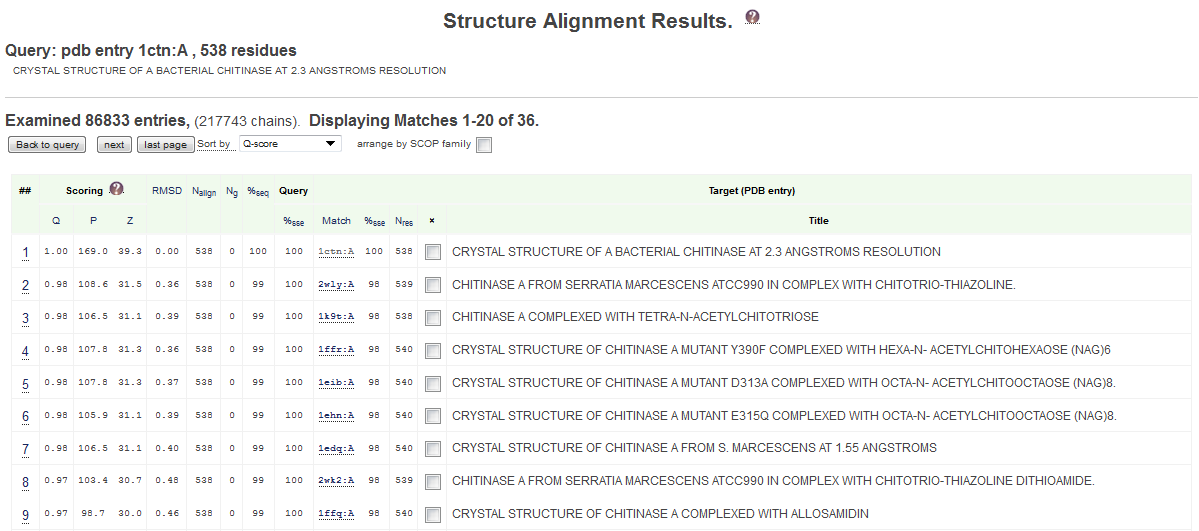 Structure Alignment Results. ?
Query: pdb entry 1ctn:A , 538 residues
CRYSTAL STRUCTURE OF A BACTERIAL CHITINASE AT 2.3 ANGSTROMS RESOLUTION
Examined 86833 entries, (217743 chains). Displaying Matches 1-20 of 36.
Back to query next last page Sort by Q-score arrange by SCOP family
## Scoring ? RMSD Nalign Ng %seq Query Target (PDB entry)
Q P Z %sse Match %sse Nres × Title
1 1.00 169.0 39.3 0.00 538 0 100 100 1ctn:A 100 538 CRYSTAL STRUCTURE OF A BACTERIAL CHITINASE AT 2.3 ANGSTROMS RESOLUTION
2 0.98 108.6 31.5 0.36 538 0 99 100 2wly:A 98 539 CHITINASE A FROM SERRATIA MARCESCENS ATCC990 IN COMPLEX WITH CHITOTRIO-THIAZOLINE.
3 0.98 106.5 31.1 0.39 538 0 99 100 1k9t:A 98 538 CHITINASE A COMPLEXED WITH TETRA-N-ACETYLCHITOTRIOSE
4 0.98 107.8 31.3 0.36 538 0 99 100 1ffr:A 98 540 CRYSTAL STRUCTURE OF CHITINASE A MUTANT Y390F COMPLEXED WITH HEXA-N- ACETYLCHITOHEXAOSE (NAG)6
5 0.98 107.8 31.3 0.37 538 0 99 100 1eib:A 98 540 CRYSTAL STRUCTURE OF CHITINASE A MUTANT D313A COMPLEXED WITH OCTA-N- ACETYLCHITOOCTAOSE (NAG)8.
6 0.98 105.9 31.1 0.39 538 0 99 100 1ehn:A 98 540 CRYSTAL STRUCTURE OF CHITINASE A MUTANT E315Q COMPLEXED WITH OCTA-N- ACETYLCHITOOCTAOSE (NAG)8.
7 0.98 106.5 31.1 0.40 538 0 99 100 1edq:A 98 540 CRYSTAL STRUCTURE OF CHITINASE A FROM S. MARCESCENS AT 1.55 ANGSTROMS
8 0.97 103.4 30.7 0.48 538 0 99 100 2wk2:A 98 539 CHITINASE A FROM SERRATIA MARCESCENS ATCC990 IN COMPLEX WITH CHITOTRIO-THIAZOLINE DITHIOAMIDE.
9 0.97 98.7 30.0 0.46 538 0 99 100 1ffq:A 98 540 CRYSTAL STRUCTURE OF CHITINASE A COMPLEXED WITH ALLOSAMIDIN